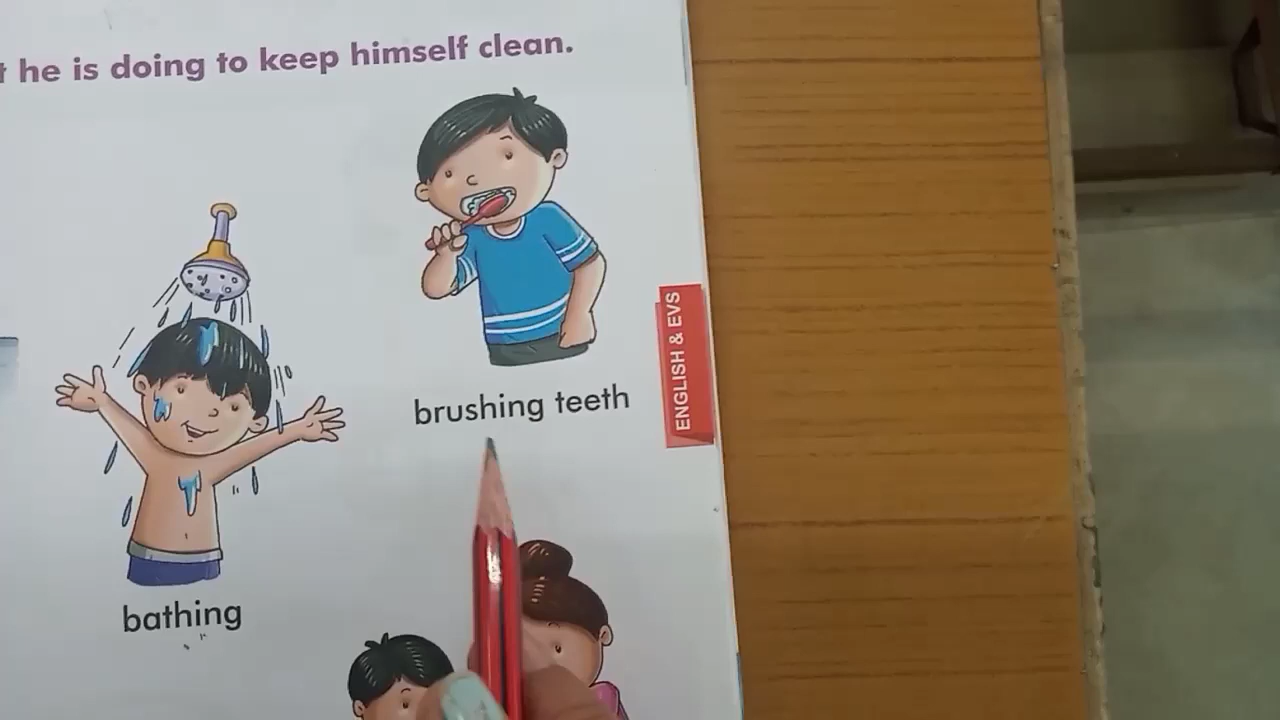 he is doing to keep himself clean.
brushing teeth
ENGLISH & EVS
bathing